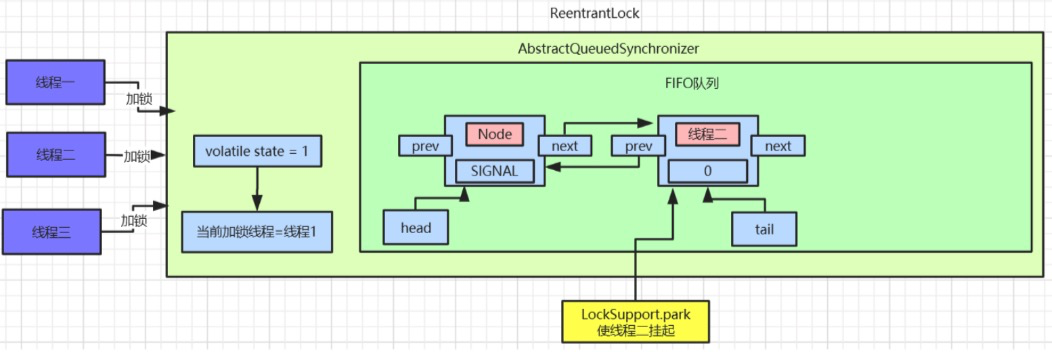 ReentrantLock
AbstractQueuedSynchronizer
FIFO队列
线程一
加锁
线程二
加锁
线程三
加锁
volatile state = 1
当前加锁线程=线程1
Node
prev
next
SIGNAL
head
线程二
prev
next
0
tail
LockSupport.park
使线程二挂起